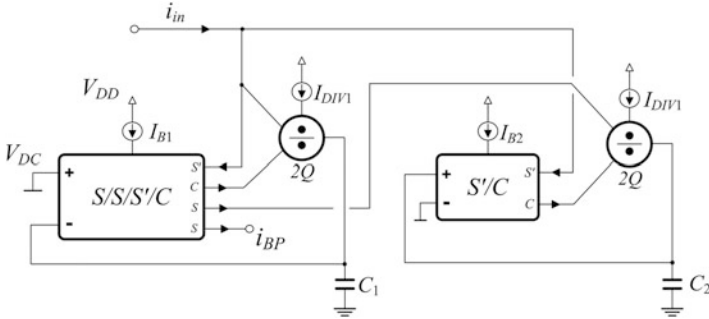 i_in
V_DD
I_B1
I_DIV1
÷
2Q
V_DC
+
-
S/S/S'/C
S'
C
S
S
i_BP
C_1
I_B2
+
-
S'/C
S'
C
I_DIV1
÷
2Q
C_2